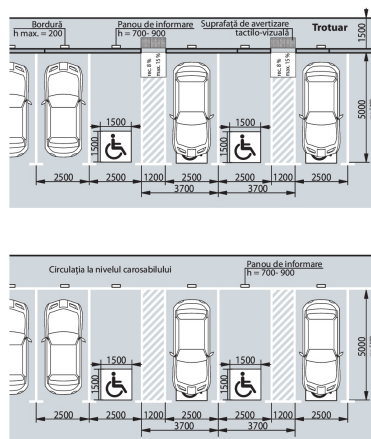 Bordură
h max. = 200
Panou de informare
h = 700- 900
Suprafață de avertizare
tactilo-vizuală
Trotuar
1500
rec. 8 %
max. 15 %
rec. 8 %
max. 15 %
5000
1500
1500
1500
1500
2500
2500
1200
2500
2500
1200
2500
3700
3700
Circulația la nivelul carosabilului
Panou de informare
h = 700- 900
5000
1500
1500
1500
1500
2500
2500
1200
2500
2500
1200
2500
3700
3700